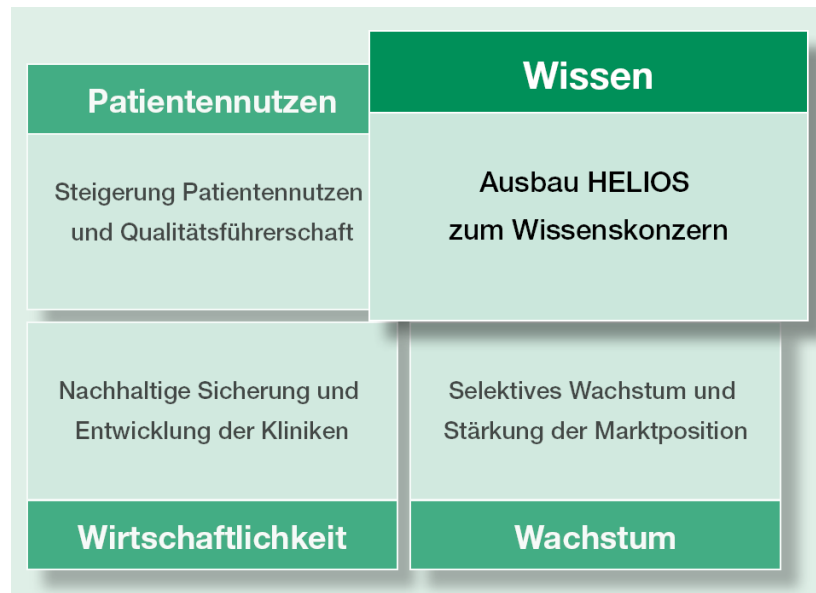 Patientennutzen
Steigerung Patientennutzen
und Qualitätsführerschaft
Wissen
Ausbau HELIOS
zum Wissenskonzern
Nachhaltige Sicherung und
Entwicklung der Kliniken
Wirtschaftlichkeit
Selektives Wachstum und
Stärkung der Marktposition
Wachstum